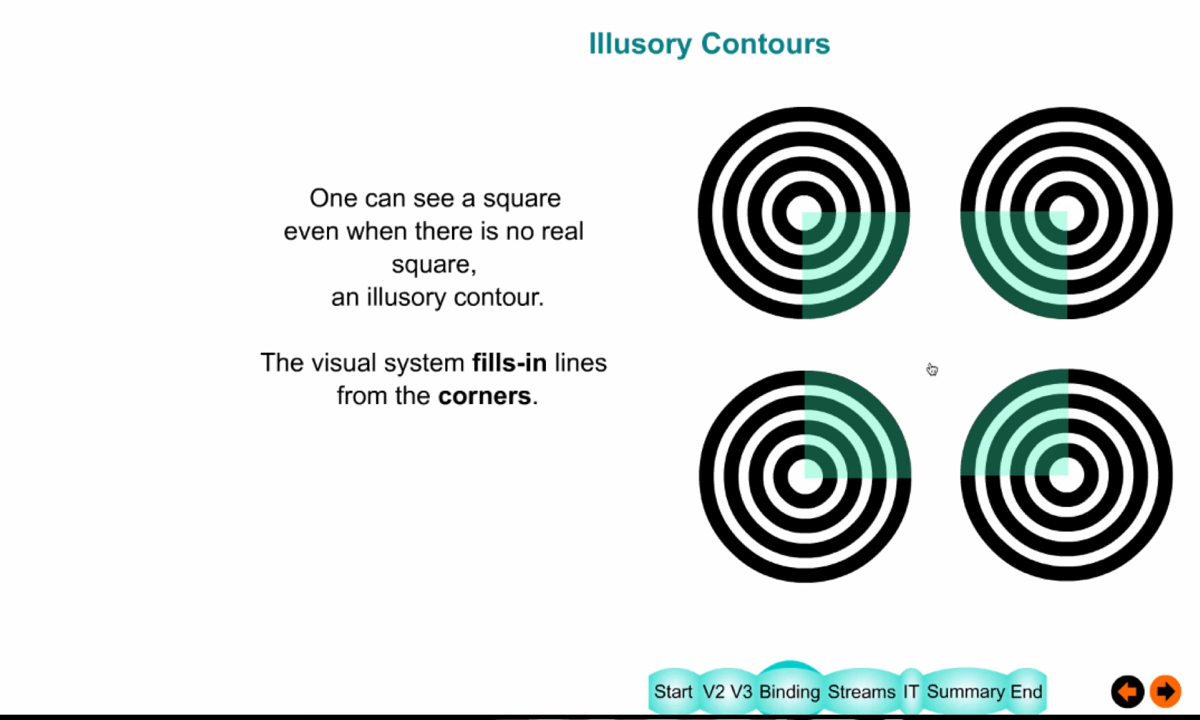 Illusory Contours
One can see a square
even when there is no real
square,
an illusory contour.
The visual system fills-in lines
from the corners.
Start V2 V3 Binding Streams IT Summary End